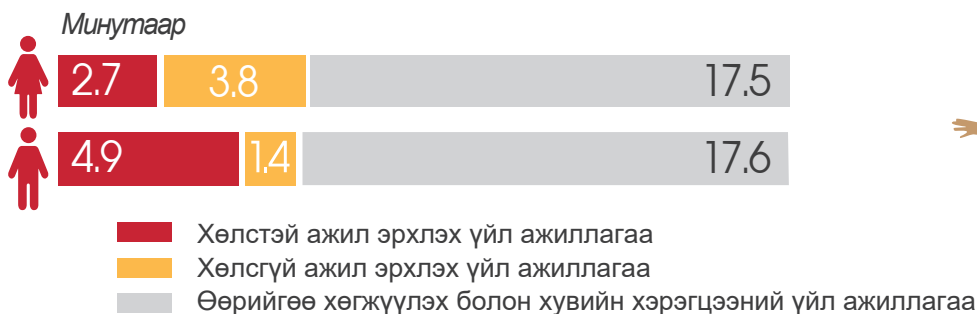 Минутаар
2.7 3.8 17.5
4.9 1.4 17.6
Хөлстэй ажил эрхлэх үйл ажиллагаа
Хөлсгүй ажил эрхлэх үйл ажиллагаа
Өөрийгөө хөгжүүлэх болон хувийн хэрэгцээний үйл ажиллагаа